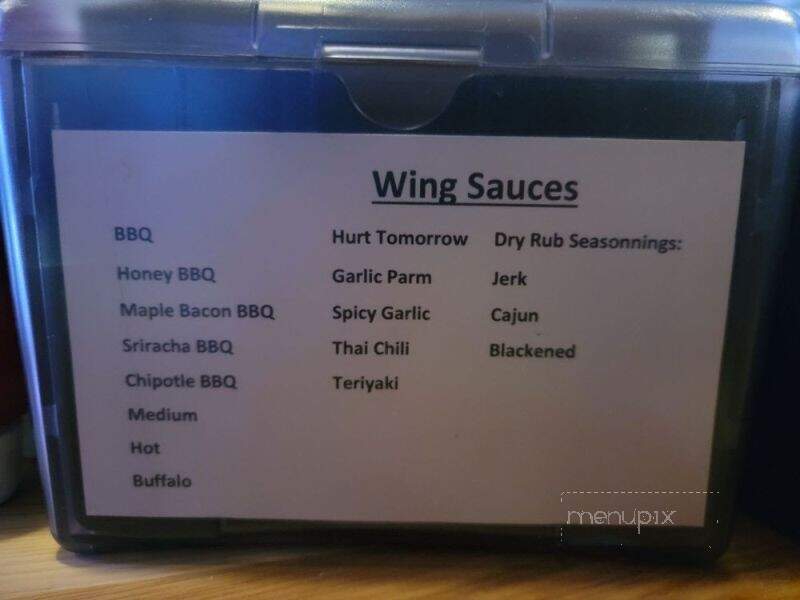 Wing Sauces
BBQ
Honey BBQ
Maple Bacon BBQ
Sriracha BBQ
Chipotle BBQ
Medium
Hot
Buffalo
Hurt Tomorrow
Garlic Parm
Spicy Garlic
Thai Chili
Teriyaki
Dry Rub Seasonnings:
Jerk
Cajun
Blackened
menupix